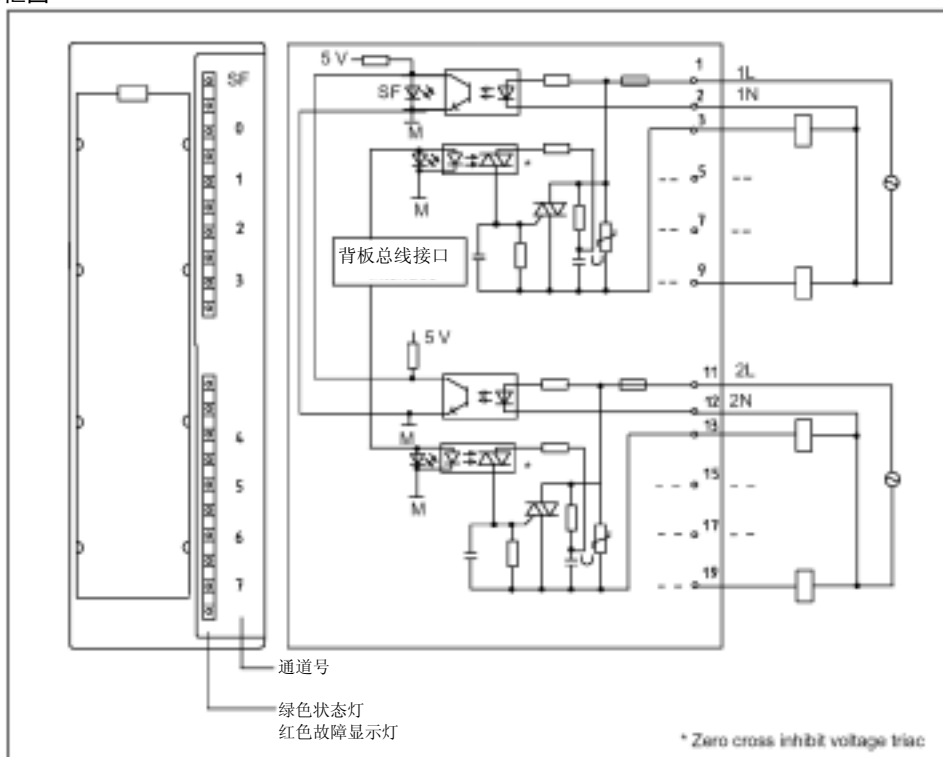 SF
0
1
2
3
4
5
6
7
5 V
SF
M
M
*
背板总线接口
5 V
M
M
*
1 1L
2 1N
3
-- 5 --
-- 7 --
-- 9
11 2L
12 2N
13
--- 15 ---
--- 17 --
--- 19
通道号
绿色状态灯
红色故障显示灯
* Zero cross inhibit voltage triac